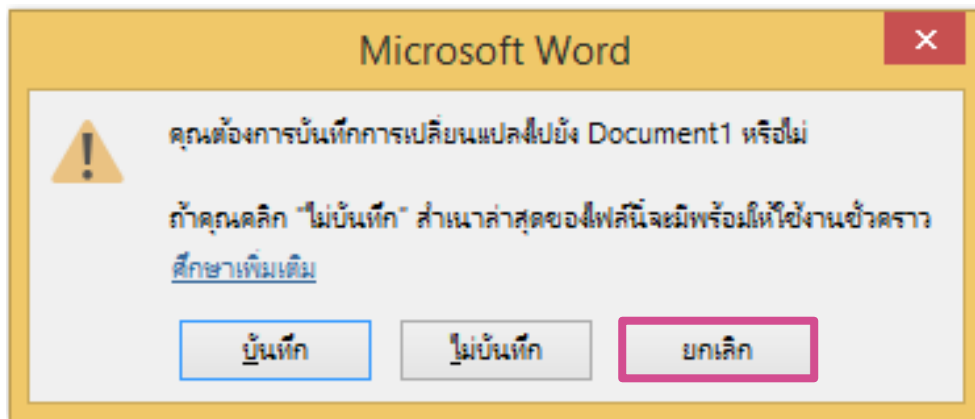 Microsoft Word
คุณต้องการบันทึกการเปลี่ยนแปลงไปยัง Document1 หรือไม่
ถ้าคุณคลิก "ไม่บันทึก" สำเนาล่าสุดของไฟล์นี้จะมีพร้อมให้ใช้งานชั่วคราว
ศึกษาเพิ่มเติม
บันทึก ไม่บันทึก ยกเลิก